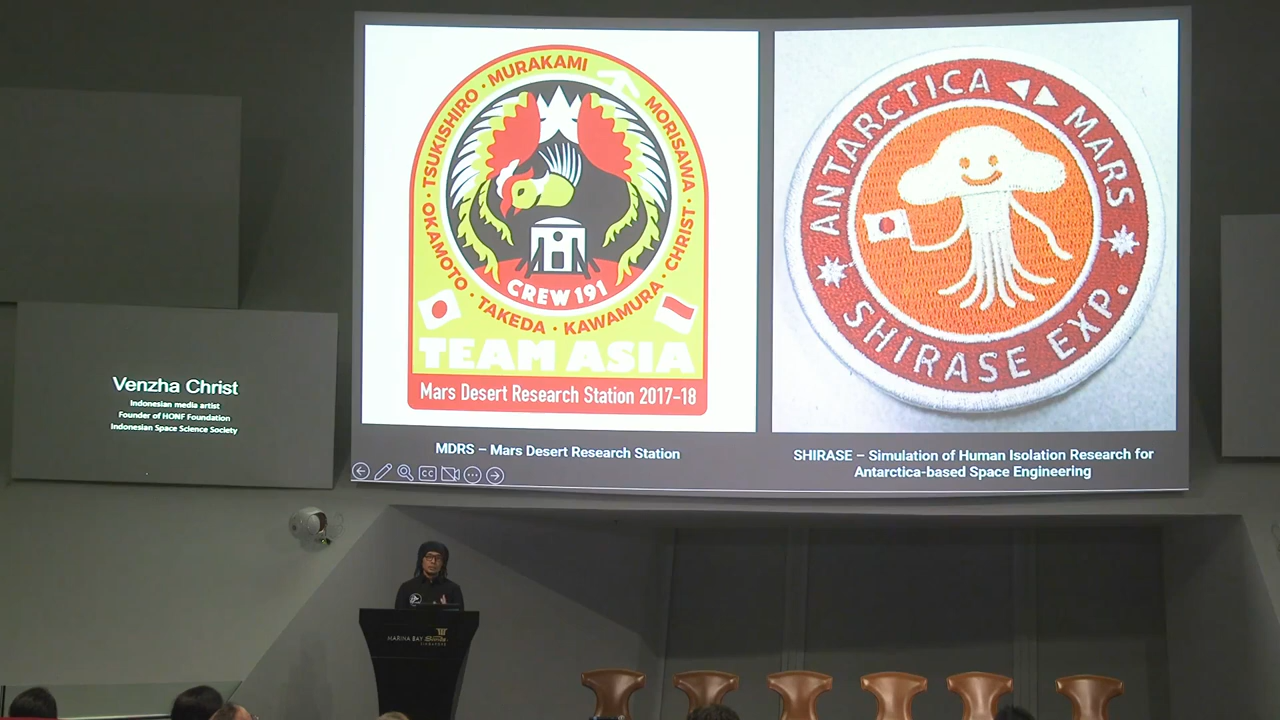 MURAKAMI
TSUKISHIRO
OKAMOTO
TAKEDA
KAWAMURA
CHRIST
MORISAWA
CREW 191
TEAM ASIA
Mars Desert Research Station 2017-18
MDRS – Mars Desert Research Station
ANTARCTICA ◀▶ MARS
SHIRASE EXP.
SHIRASE – Simulation of Human Isolation Research for
Antarctica-based Space Engineering
CC
Venzha Christ
Indonesian media artist
Founder of HONF Foundation
Indonesian Space Science Society
MARINA BAY Sands
SINGAPORE